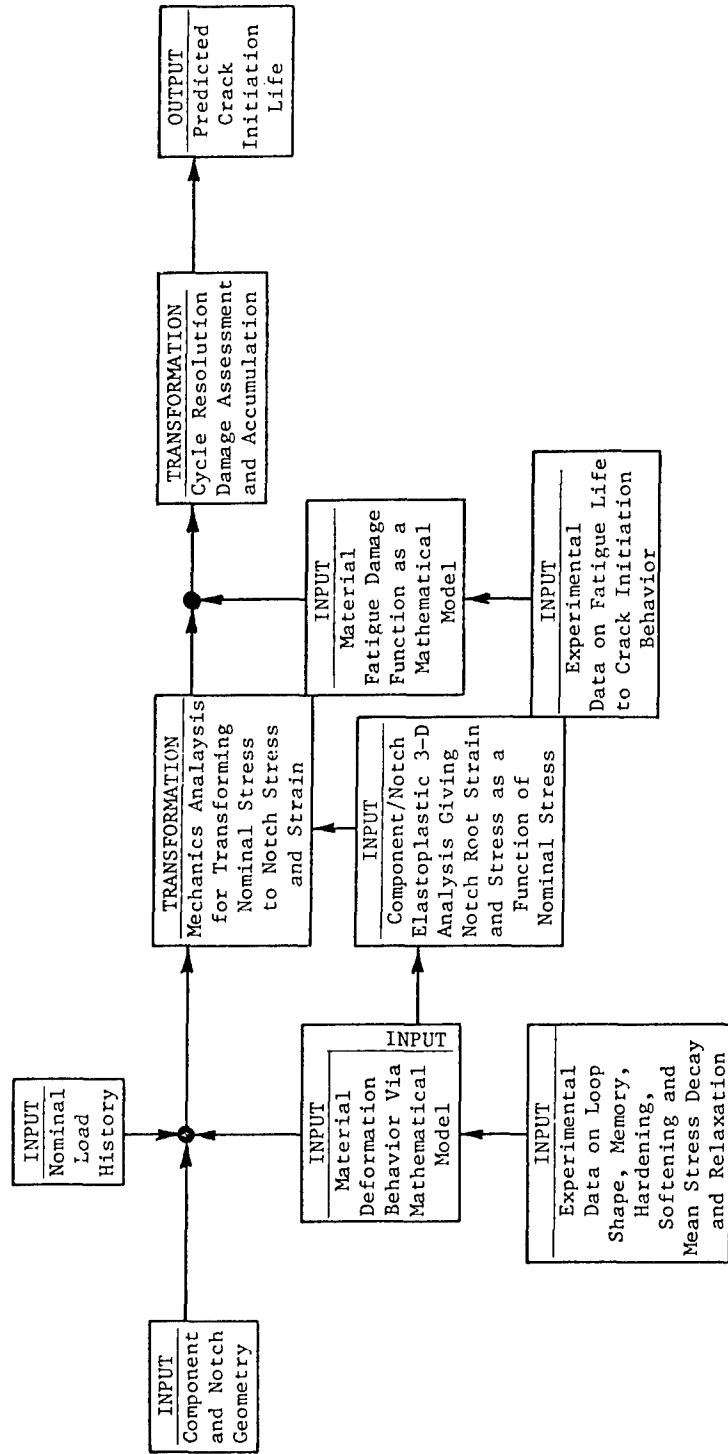 INPUT
Component
and Notch
Geometry
INPUT
Nominal
Load
History
INPUT
Material
Deformation
Behavior Via
Mathematical
Model
INPUT
INPUT
Experimental
Data on Loop
Shape, Memory,
Hardening,
Softening and
Mean Stress Decay
and Relaxation
TRANSFORMATION
Mechanics Analaysis
for Transforming
Nominal Stress
to Notch Stress
and Strain
INPUT
Component/Notch
Elastoplastic 3-D
Analysis Giving
Notch Root Strain
and Stress as a
Function of
Nominal Stress
INPUT
Material
Fatigue Damage
Function as a
Mathematical
Model
INPUT
Experimental
Data on Fatigue Life
to Crack Initiation
Behavior
TRANSFORMATION
Cycle Resolution
Damage Assessment
and Accumulation
OUTPUT
Predicted
Crack
Initiation
Life